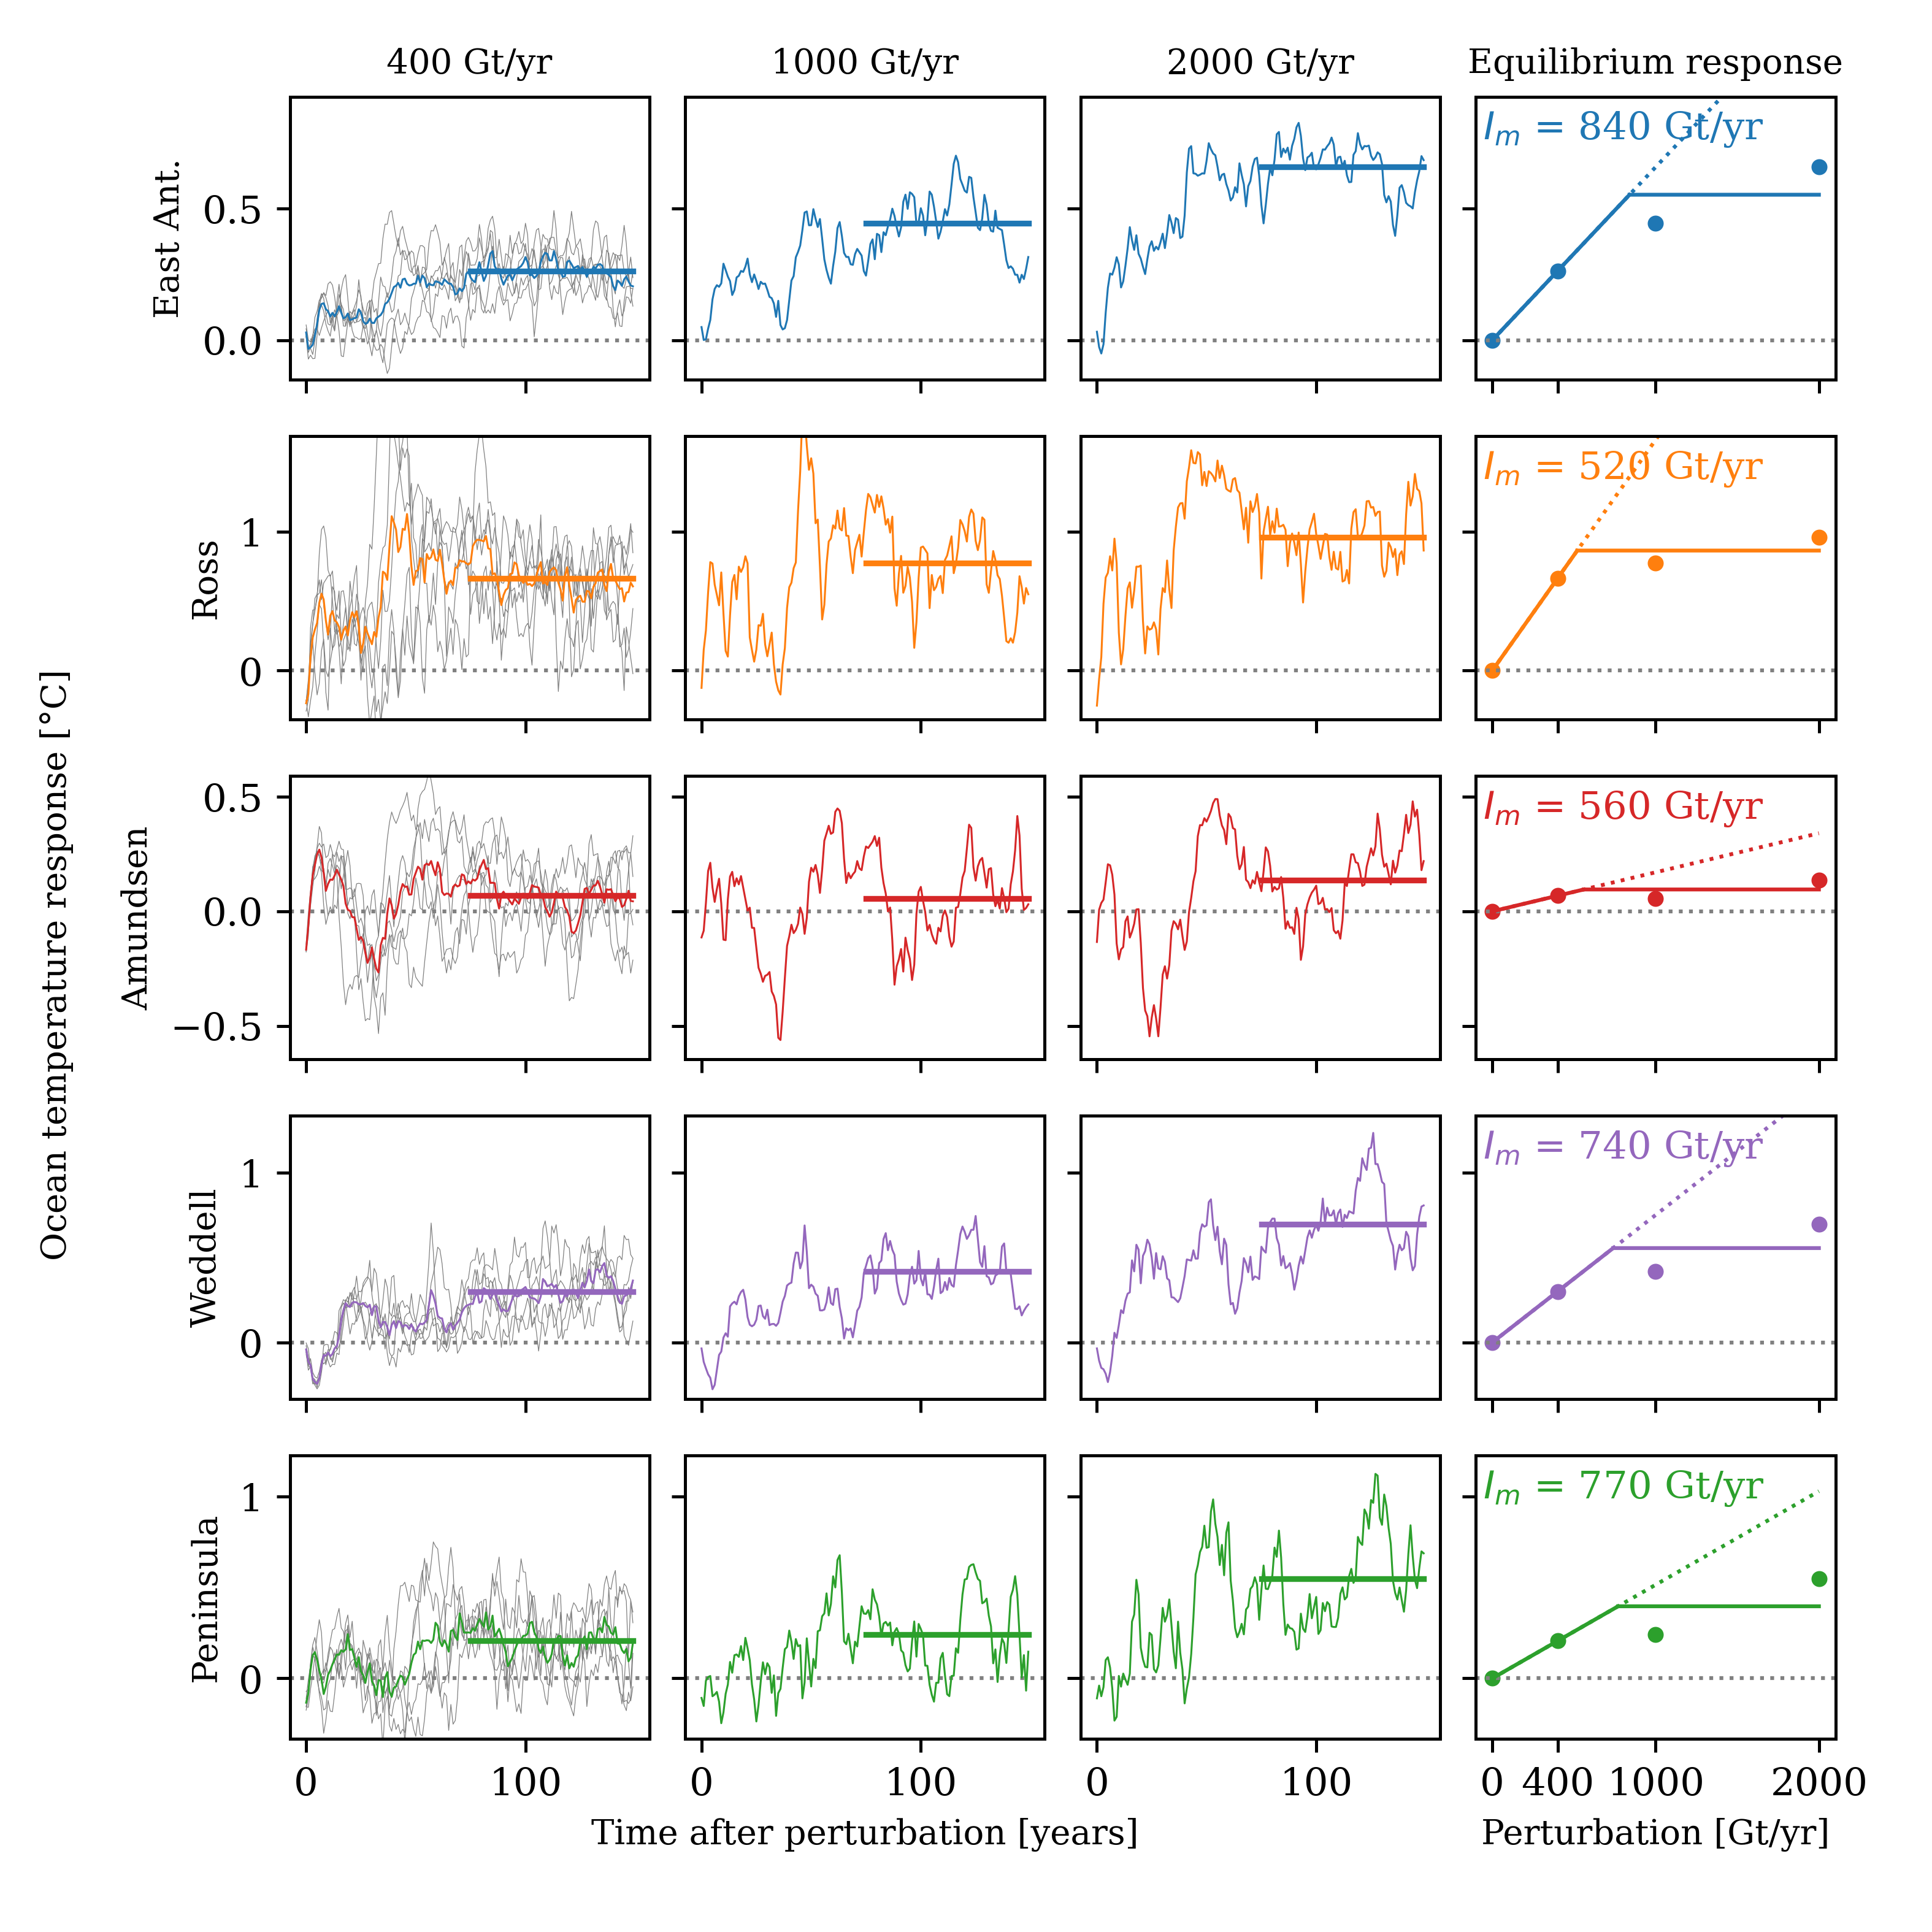 400 Gt/yr
1000 Gt/yr
2000 Gt/yr
Equilibrium response
Ocean temperature response [°C]
East Ant.
0.5
0.0
I_m = 840 Gt/yr
Ross
1
0
I_m = 520 Gt/yr
Amundsen
0.5
0.0
−0.5
I_m = 560 Gt/yr
Weddell
1
0
I_m = 740 Gt/yr
Peninsula
1
0
I_m = 770 Gt/yr
0 100
0 100
0 100
0 400 1000 2000
Time after perturbation [years]
Perturbation [Gt/yr]